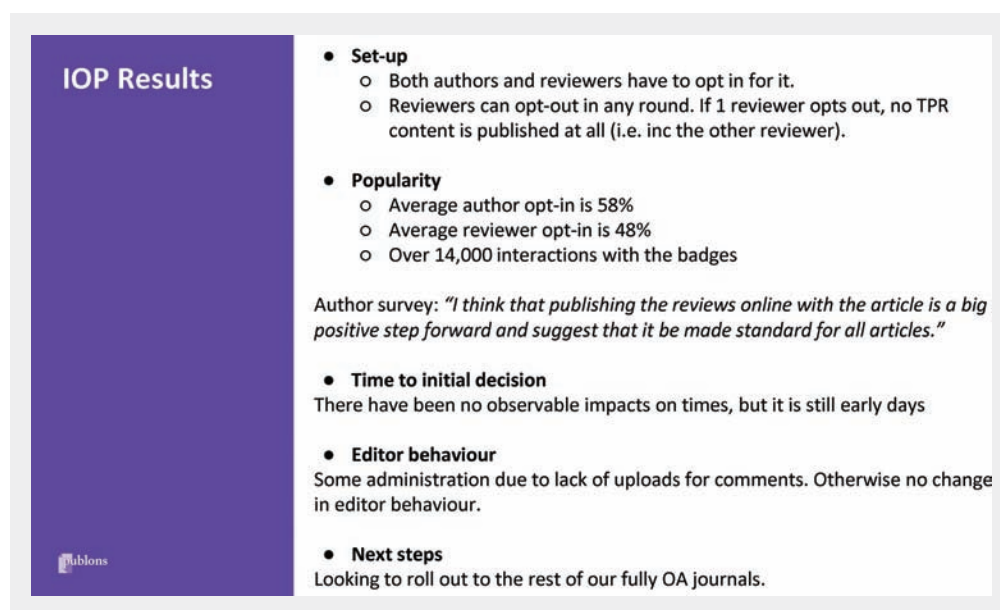 IOP Results
● Set-up
o Both authors and reviewers have to opt in for it.
o Reviewers can opt-out in any round. If 1 reviewer opts out, no TPR
content is published at all (i.e. inc the other reviewer).
● Popularity
o Average author opt-in is 58%
o Average reviewer opt-in is 48%
o Over 14,000 interactions with the badges
Author survey: “I think that publishing the reviews online with the article is a big
positive step forward and suggest that it be made standard for all articles.”
● Time to initial decision
There have been no observable impacts on times, but it is still early days
● Editor behaviour
Some administration due to lack of uploads for comments. Otherwise no change
in editor behaviour.
● Next steps
Looking to roll out to the rest of our fully OA journals.
publons